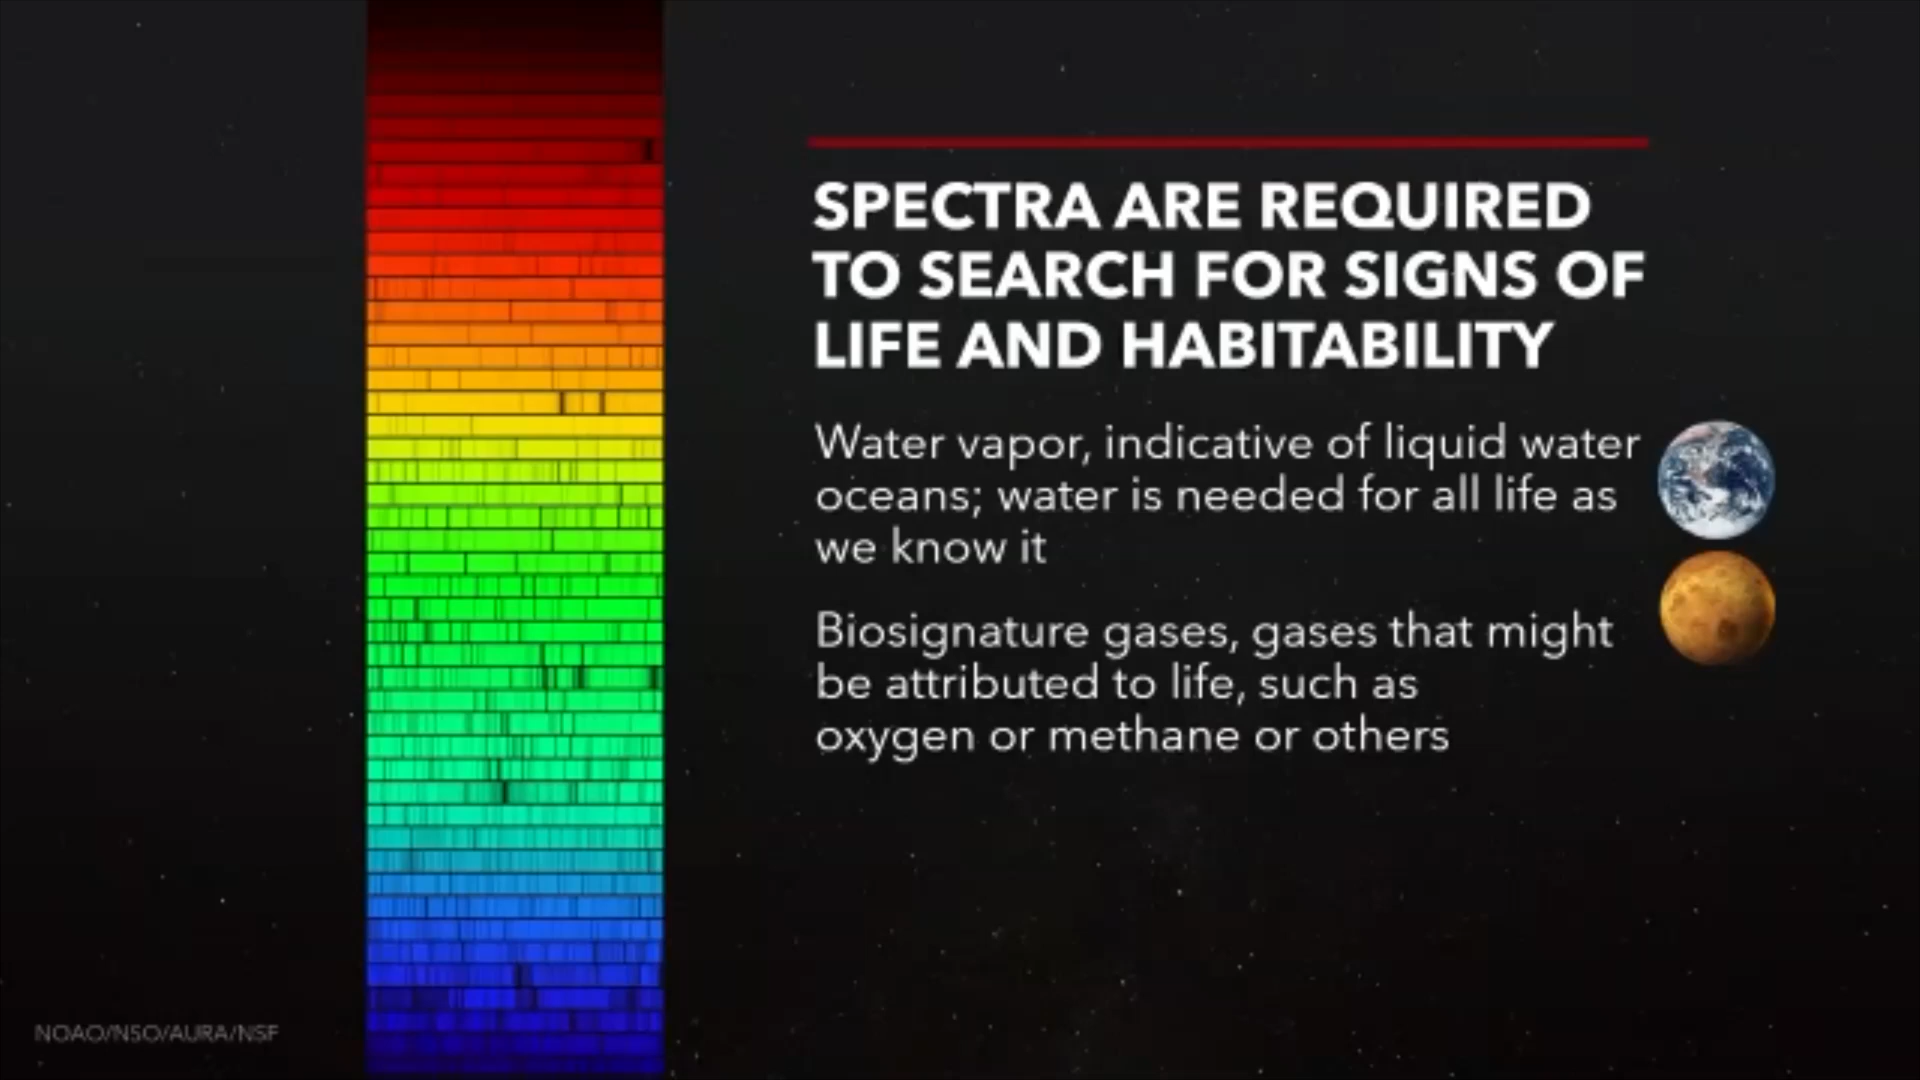 SPECTRA ARE REQUIRED
TO SEARCH FOR SIGNS OF
LIFE AND HABITABILITY
Water vapor, indicative of liquid water
oceans; water is needed for all life as
we know it
Biosignature gases, gases that might
be attributed to life, such as
oxygen or methane or others
NOAO/NSO/AURA/NSF